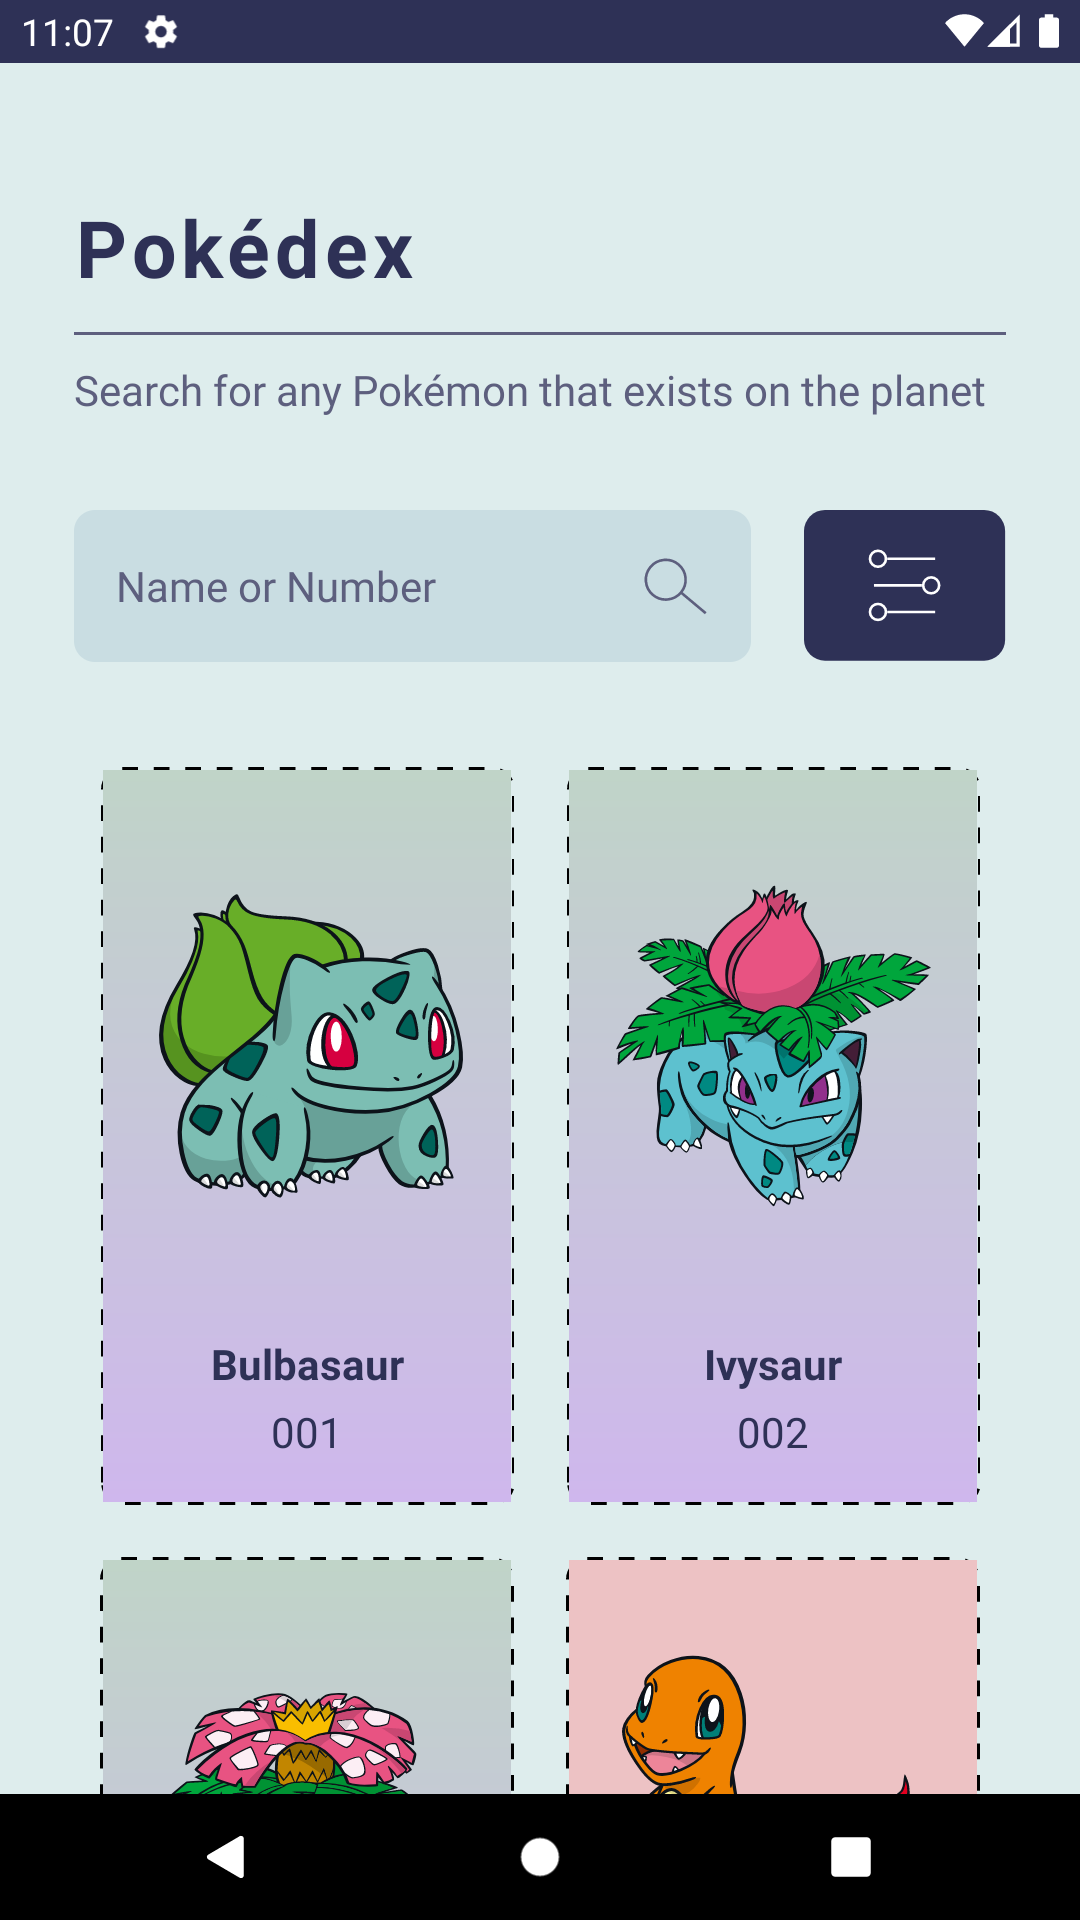 11:07
Pokédex
Search for any Pokémon that exists on the planet
Name or Number
Bulbasaur
001
Ivysaur
002